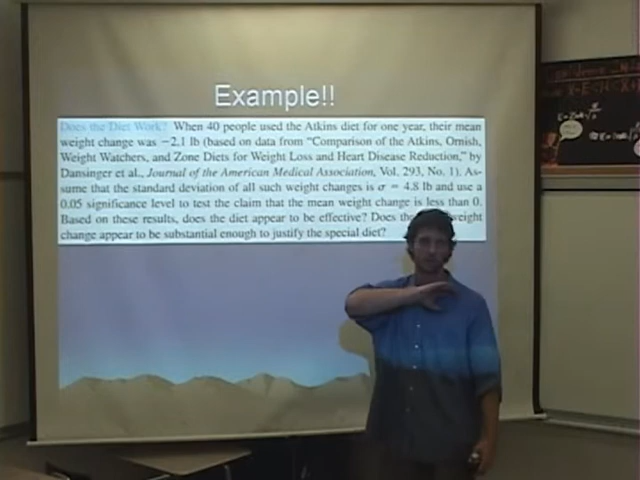 Example!!
Does the Diet Work? When 40 people used the Atkins diet for one year, their mean
weight change was −2.1 lb (based on data from “Comparison of the Atkins, Ornish,
Weight Watchers, and Zone Diets for Weight Loss and Heart Disease Reduction,” by
Dansinger et al., Journal of the American Medical Association, Vol. 293, No. 1). As-
sume that the standard deviation of all such weight changes is σ = 4.8 lb and use a
0.05 significance level to test the claim that the mean weight change is less than 0.
Based on these results, does the diet appear to be effective? Does the weight
change appear to be substantial enough to justify the special diet?